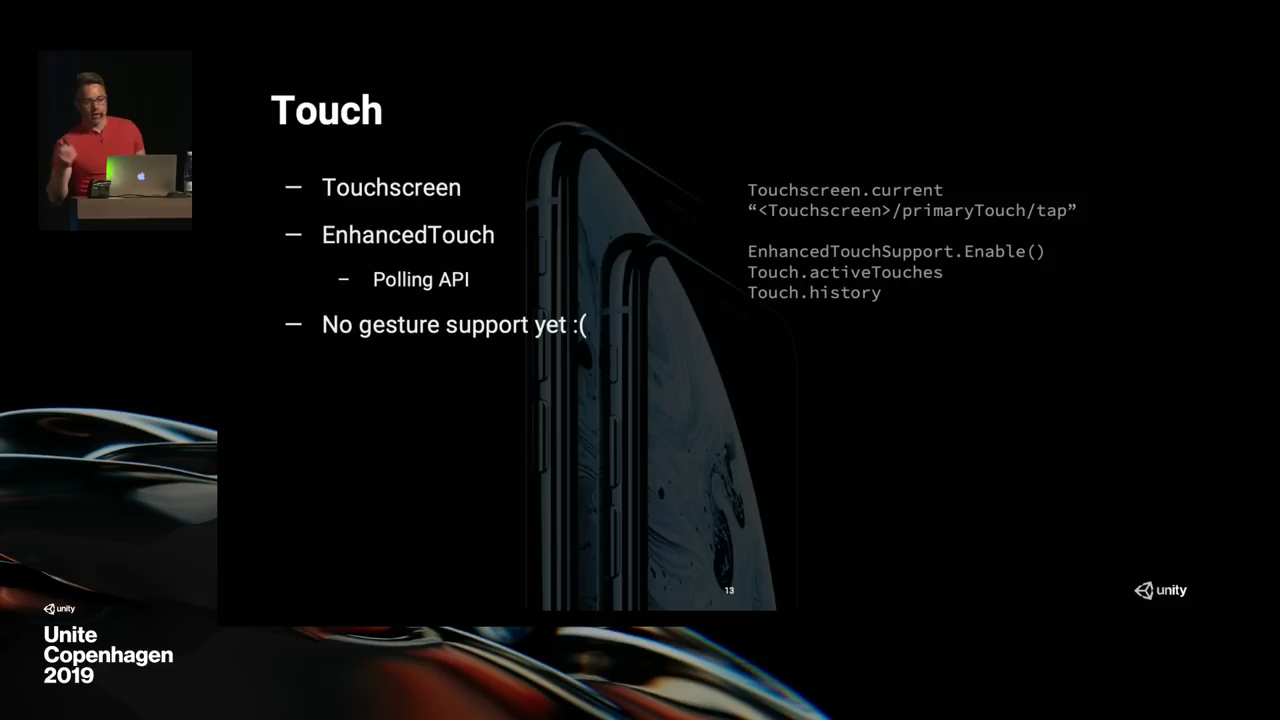 Touch
— Touchscreen
— EnhancedTouch
– Polling API
— No gesture support yet :(
Touchscreen.current
“<Touchscreen>/primaryTouch/tap”
EnhancedTouchSupport.Enable()
Touch.activeTouches
Touch.history
13
unity
unity
Unite
Copenhagen
2019